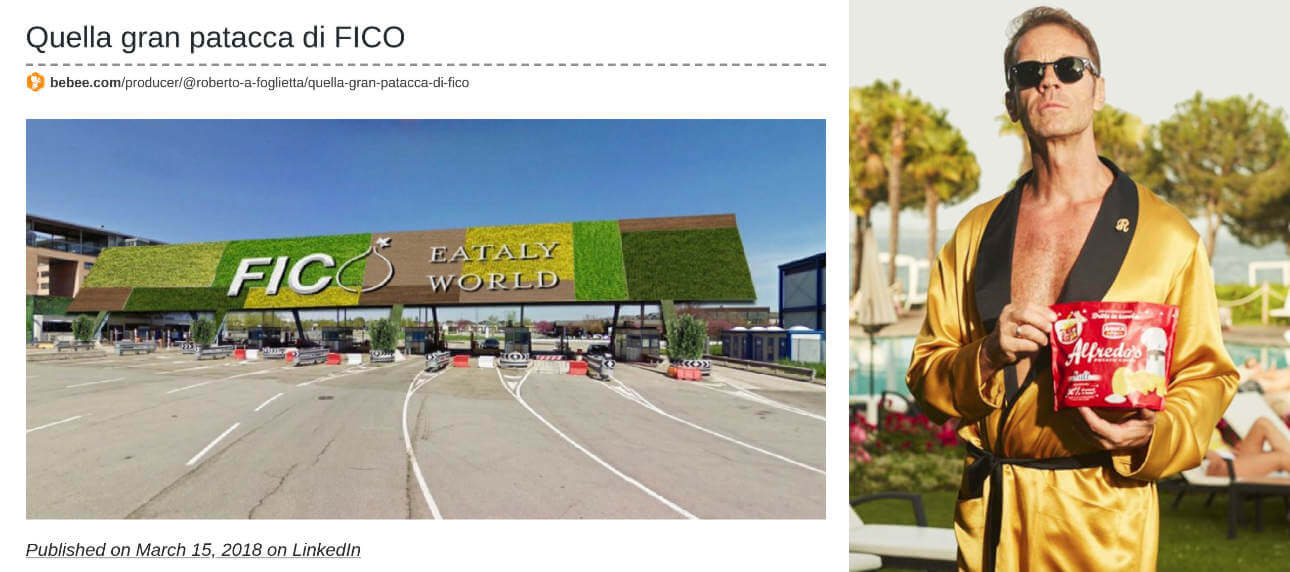 Quella gran patacca di FICO
bebee.com/producer/@roberto-a-foglietta/quella-gran-patacca-di-fico
FICO
EATALY
WORLD
Published on March 15, 2018 on LinkedIn
R
Alfredo's